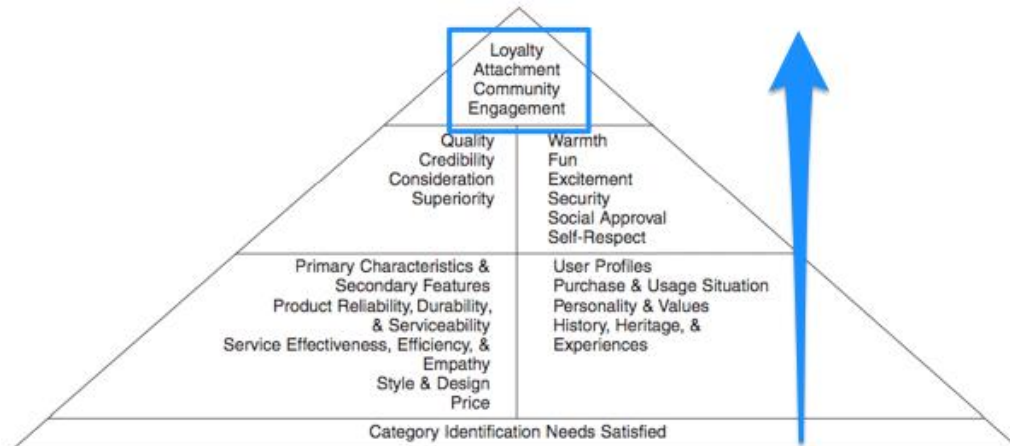 Loyalty
Attachment
Community
Engagement
Quality
Credibility
Consideration
Superiority
Warmth
Fun
Excitement
Security
Social Approval
Self-Respect
Primary Characteristics &
Secondary Features
Product Reliability, Durability,
& Serviceability
Service Effectiveness, Efficiency, &
Empathy
Style & Design
Price
User Profiles
Purchase & Usage Situation
Personality & Values
History, Heritage, &
Experiences
Category Identification Needs Satisfied